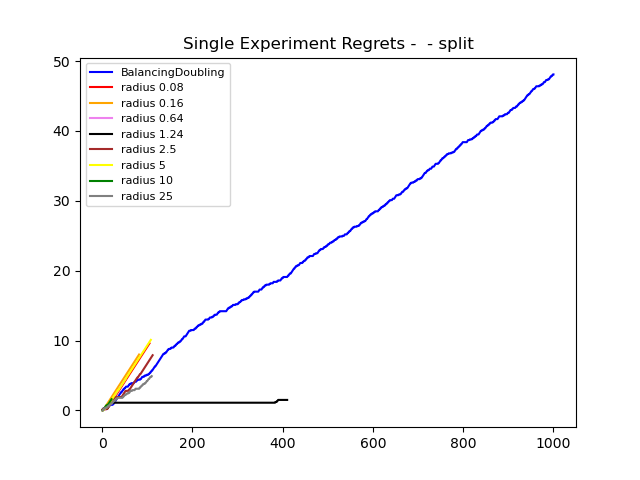 Single Experiment Regrets -  - split
50
40
30
20
10
0
BalancingDoubling
radius 0.08
radius 0.16
radius 0.64
radius 1.24
radius 2.5
radius 5
radius 10
radius 25
0 200 400 600 800 1000